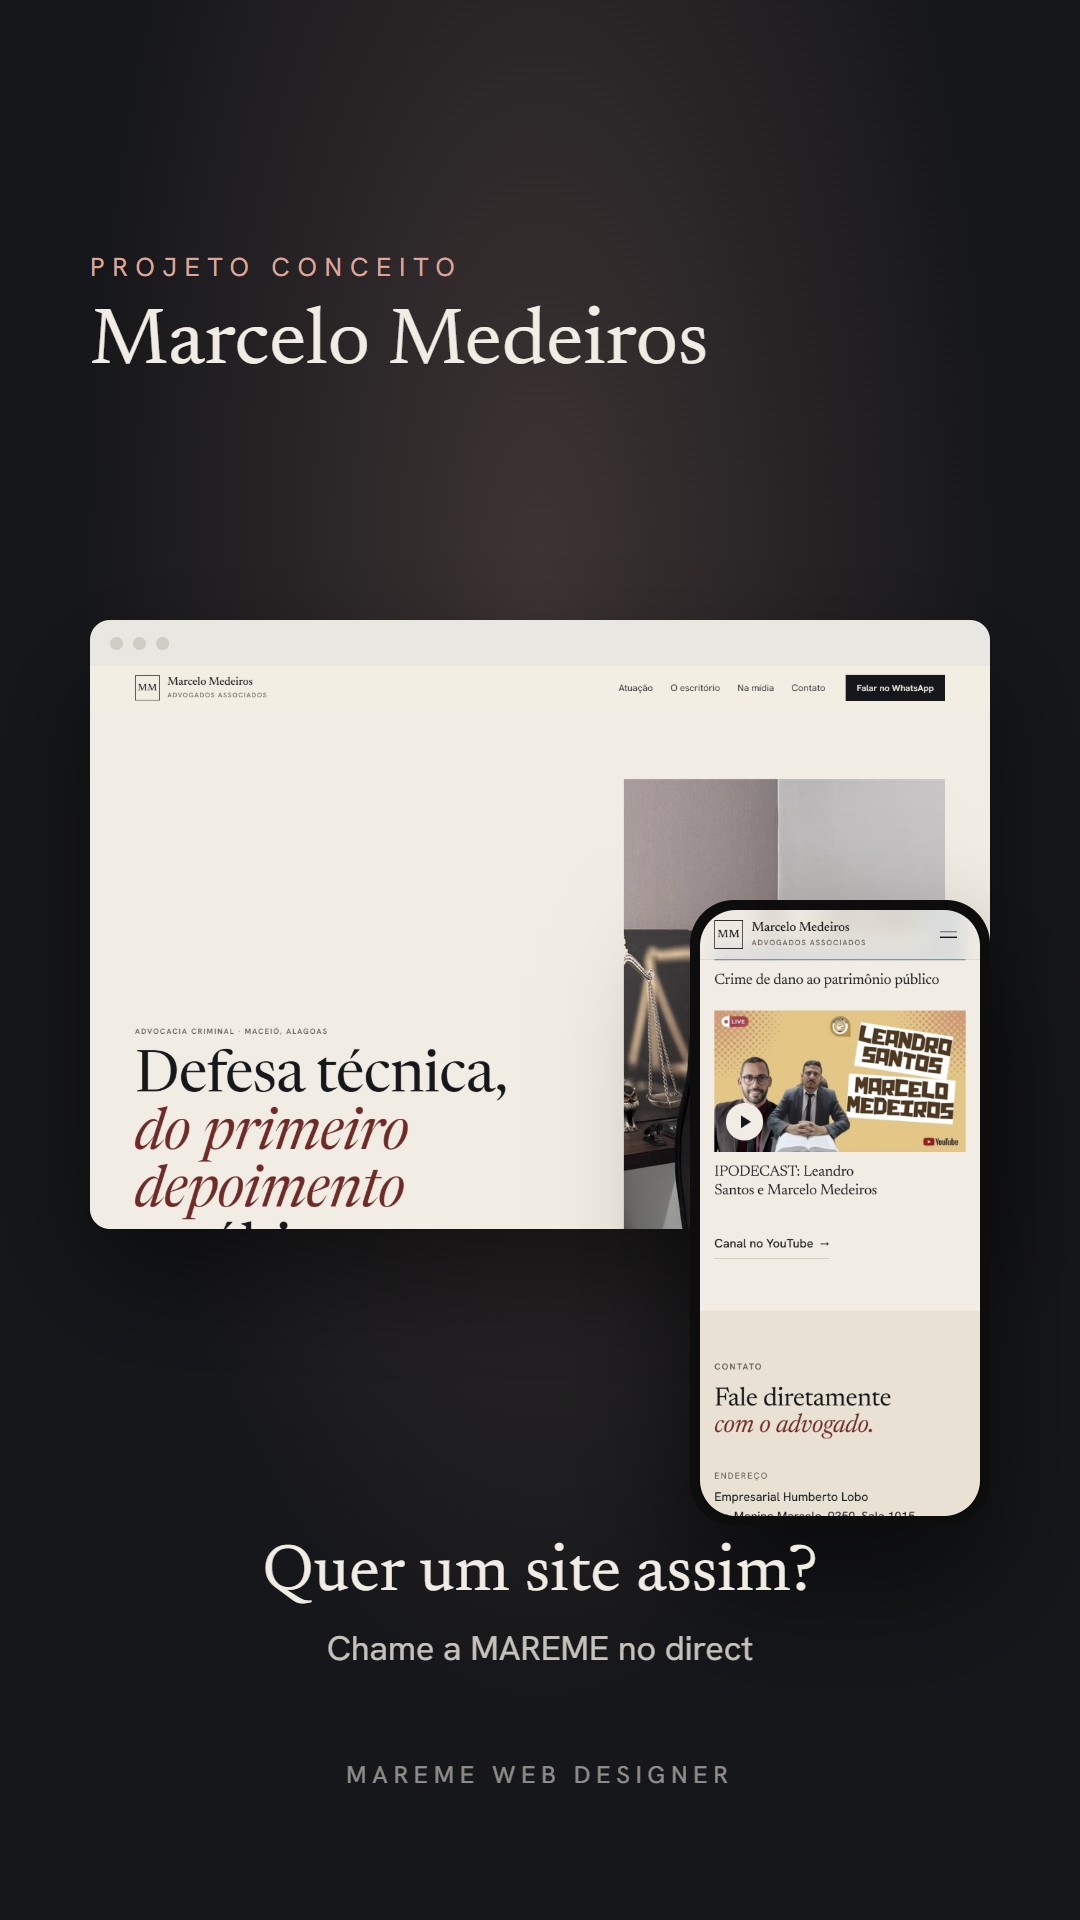 PROJETO CONCEITO
Marcelo Medeiros
MM
Marcelo Medeiros
ADVOGADOS ASSOCIADOS
Atuação
O escritório
Na mídia
Contato
Falar no WhatsApp
ADVOCACIA CRIMINAL · MACEIÓ, ALAGOAS
Defesa técnica,
do primeiro
depoimento
MM
Marcelo Medeiros
ADVOGADOS ASSOCIADOS
Crime de dano ao patrimônio público
LIVE
LEANDRO
SANTOS
MARCELO
MEDEIROS
YouTube
IPODECAST: Leandro
Santos e Marcelo Medeiros
Canal no YouTube →
CONTATO
Fale diretamente
com o advogado.
ENDEREÇO
Empresarial Humberto Lobo
Quer um site assim?
Chame a MAREME no direct
MAREME WEB DESIGNER